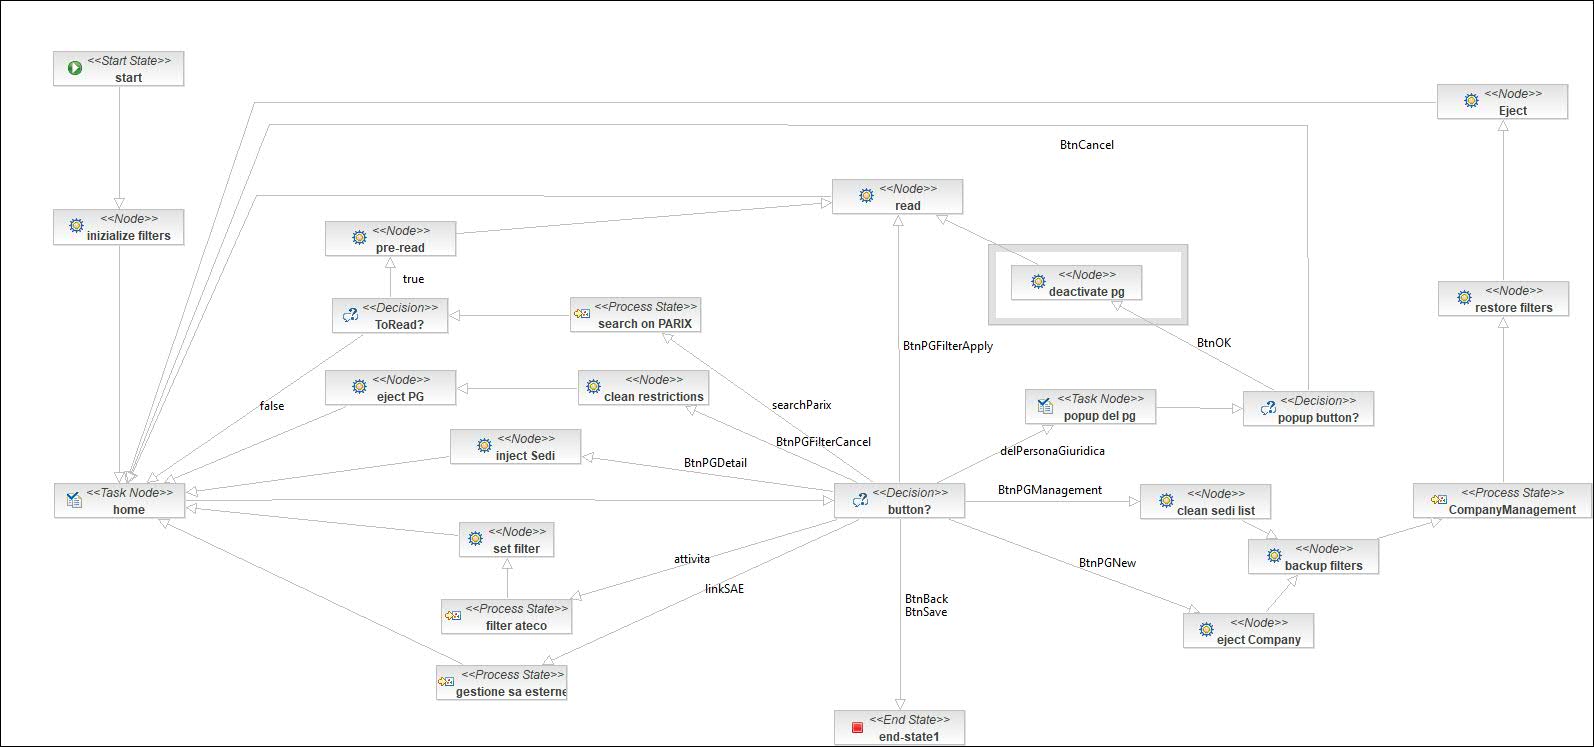 <<Start State>>
start
<<Node>>
Eject
BtnCancel
<<Node>>
read
<<Node>>
inizialize filters
<<Node>>
pre-read
<<Node>>
deactivate pg
true
<<Node>>
restore filters
<<Decision>>
ToRead?
<<Process State>>
search on PARIX
BtnPGFilterApply
BtnOK
<<Node>>
eject PG
<<Node>>
clean restrictions
false
searchParix
<<Task Node>>
popup del pg
<<Decision>>
popup button?
BtnPGFilterCancel
<<Node>>
inject Sedi
BtnPGDetail
delPersonaGiuridica
<<Task Node>>
home
<<Decision>>
button?
BtnPGManagement
<<Node>>
clean sedi list
<<Process State>>
CompanyManagement
<<Node>>
set filter
attivita
<<Node>>
backup filters
BtnPGNew
linkSAE
<<Process State>>
filter ateco
BtnBack
BtnSave
<<Node>>
eject Company
<<Process State>>
gestione sa esterne
<<End State>>
end-state1